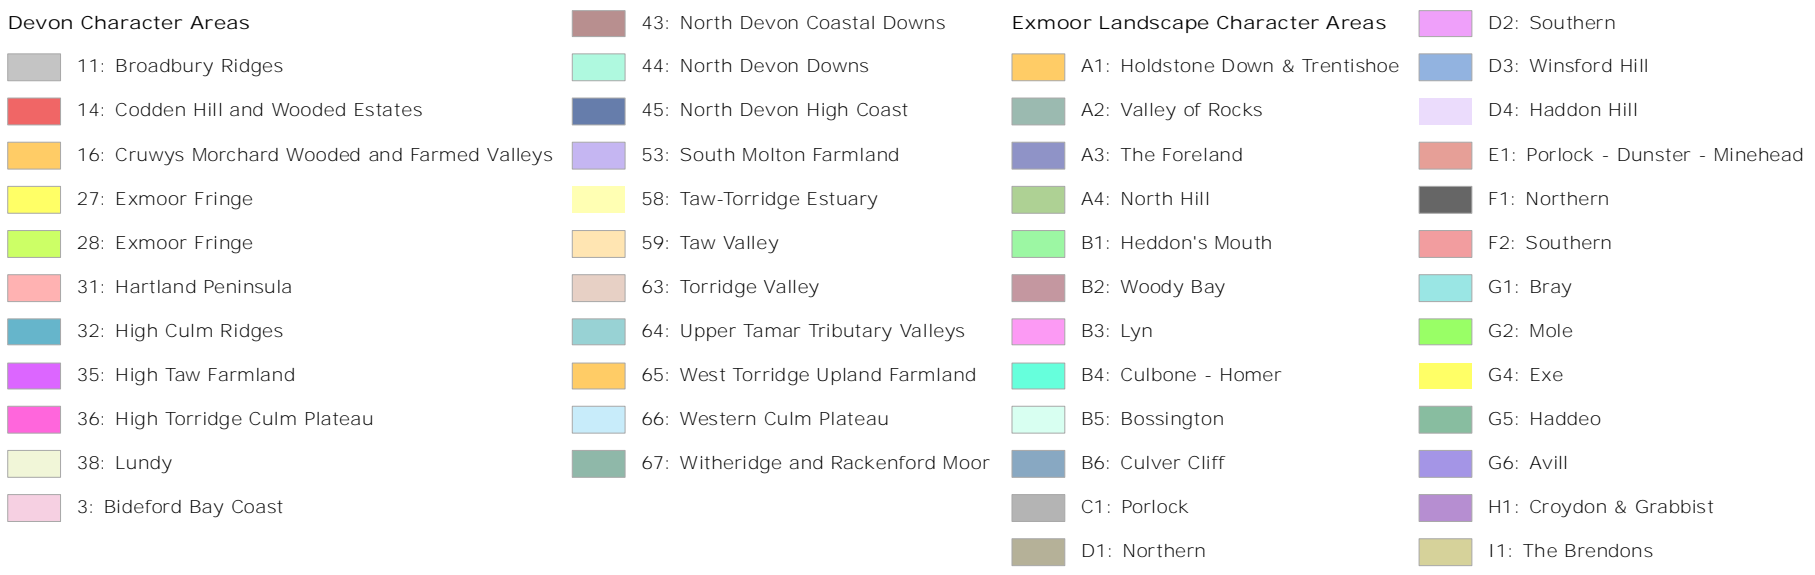 Devon Character Areas
11: Broadbury Ridges
14: Codden Hill and Wooded Estates
16: Cruwys Morchard Wooded and Farmed Valleys
27: Exmoor Fringe
28: Exmoor Fringe
31: Hartland Peninsula
32: High Culm Ridges
35: High Taw Farmland
36: High Torridge Culm Plateau
38: Lundy
3: Bideford Bay Coast
43: North Devon Coastal Downs
44: North Devon Downs
45: North Devon High Coast
53: South Molton Farmland
58: Taw-Torridge Estuary
59: Taw Valley
63: Torridge Valley
64: Upper Tamar Tributary Valleys
65: West Torridge Upland Farmland
66: Western Culm Plateau
67: Witheridge and Rackenford Moor
Exmoor Landscape Character Areas
A1: Holdstone Down & Trentishoe
A2: Valley of Rocks
A3: The Foreland
A4: North Hill
B1: Heddon's Mouth
B2: Woody Bay
B3: Lyn
B4: Culbone - Homer
B5: Bossington
B6: Culver Cliff
C1: Porlock
D1: Northern
D2: Southern
D3: Winsford Hill
D4: Haddon Hill
E1: Porlock - Dunster - Minehead
F1: Northern
F2: Southern
G1: Bray
G2: Mole
G4: Exe
G5: Haddeo
G6: Avill
H1: Croydon & Grabbist
I1: The Brendons